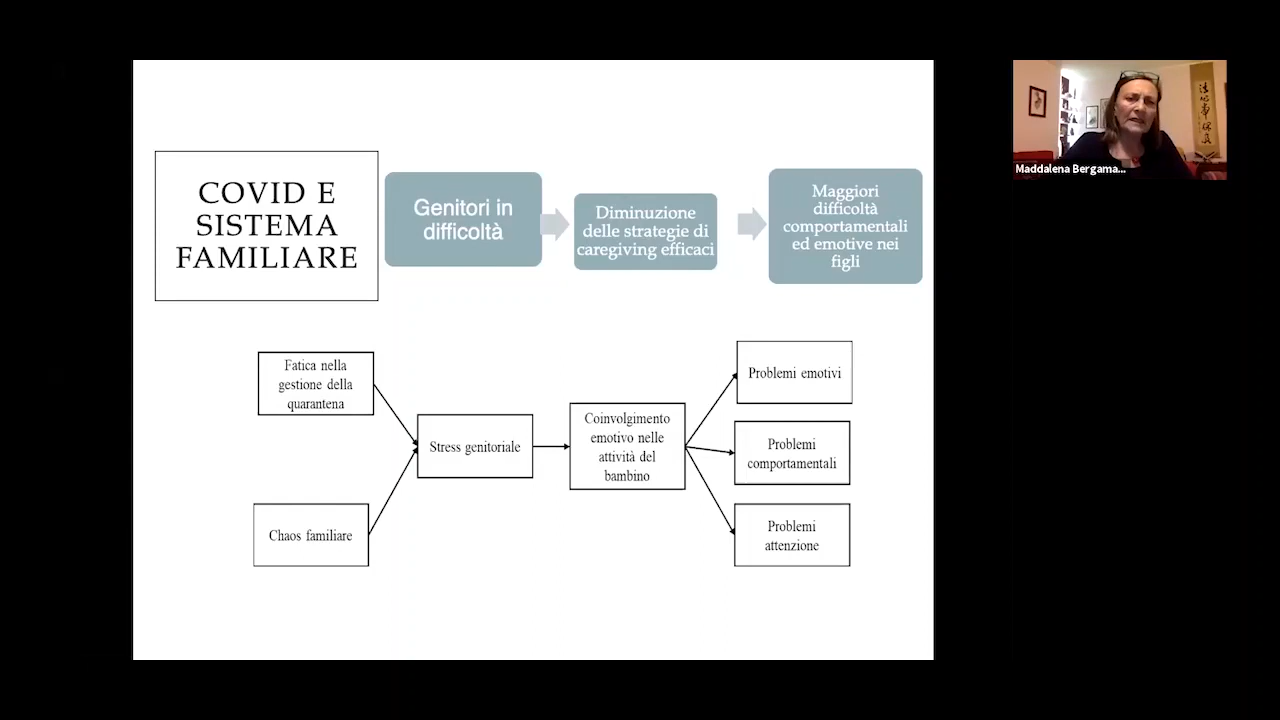 COVID E
SISTEMA
FAMILIARE
Genitori in
difficoltà
Diminuzione
delle strategie di
caregiving efficaci
Maggiori
difficoltà
comportamentali
ed emotive nei
figli
Fatica nella
gestione della
quarantena
Chaos familiare
Stress genitoriale
Coinvolgimento
emotivo nelle
attività del
bambino
Problemi emotivi
Problemi
comportamentali
Problemi
attenzione
Maddalena Bergama...